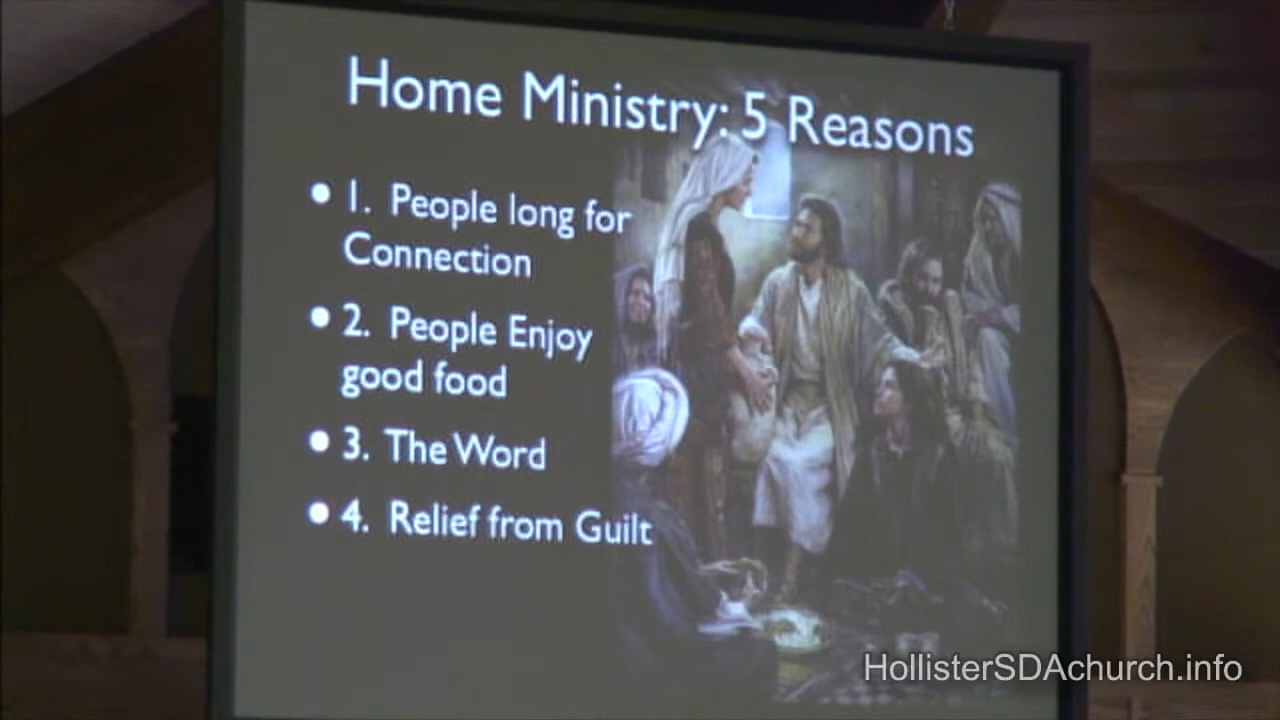 Home Ministry: 5 Reasons
• 1. People long for
Connection
• 2. People Enjoy
good food
• 3. The Word
• 4. Relief from Guilt
HollisterSDAchurch.info